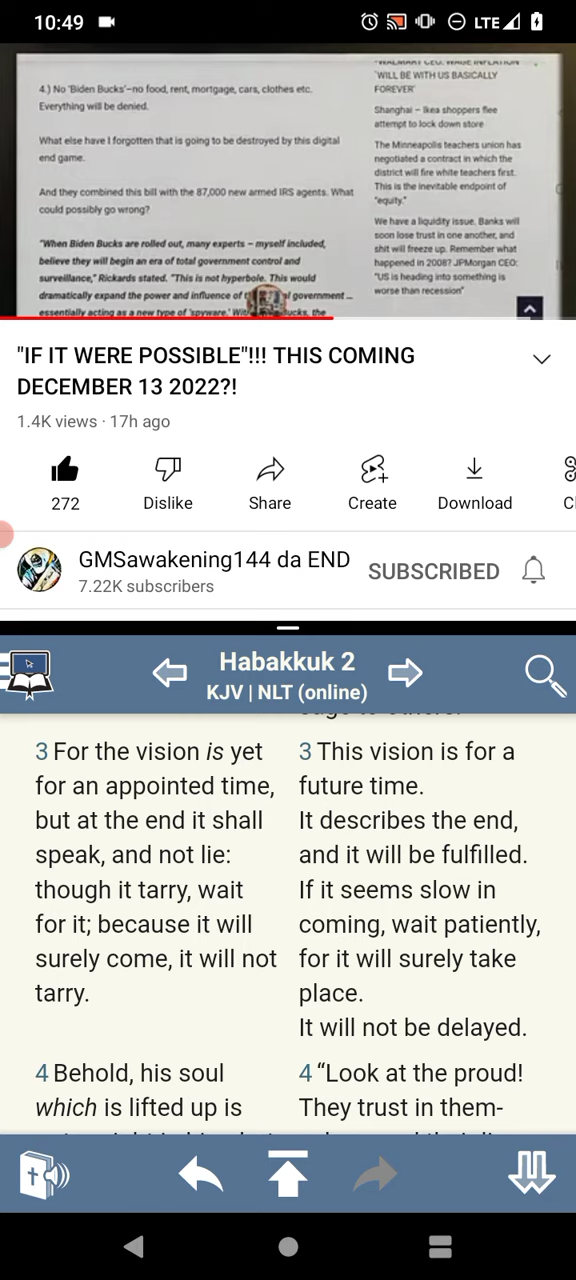 10:49
LTE
4.) No 'Biden Bucks'–no food, rent, mortgage, cars, clothes etc.
Everything will be denied.
What else have I forgotten that is going to be destroyed by this digital
end game.
And they combined this bill with the 87,000 new armed IRS agents. What
could possibly go wrong?
"When Biden Bucks are rolled out, many experts – myself included,
believe they will begin an era of total government control and
surveillance," Rickards stated. "This is not hyperbole. This would
dramatically expand the power and influence of government ...
essentially acting as a new type of 'spyware.' the
'WILL BE WITH US BASICALLY
FOREVER'
Shanghai – Ikea shoppers flee
attempt to lock down store
The Minneapolis teachers union has
negotiated a contract in which the
district will fire white teachers first.
This is the inevitable endpoint of
"equity."
We have a liquidity issue. Banks will
soon lose trust in one another, and
shit will freeze up. Remember what
happened in 2008? JPMorgan CEO:
"US is heading into something is
worse than recession"
"IF IT WERE POSSIBLE"!!! THIS COMING
DECEMBER 13 2022?!
1.4K views · 17h ago
272
Dislike
Share
Create
Download
GMSawakening144 da END
7.22K subscribers
SUBSCRIBED
Habakkuk 2
KJV | NLT (online)
3 For the vision is yet
for an appointed time,
but at the end it shall
speak, and not lie:
though it tarry, wait
for it; because it will
surely come, it will not
tarry.
4 Behold, his soul
which is lifted up is
3 This vision is for a
future time.
It describes the end,
and it will be fulfilled.
If it seems slow in
coming, wait patiently,
for it will surely take
place.
It will not be delayed.
4 “Look at the proud!
They trust in them-